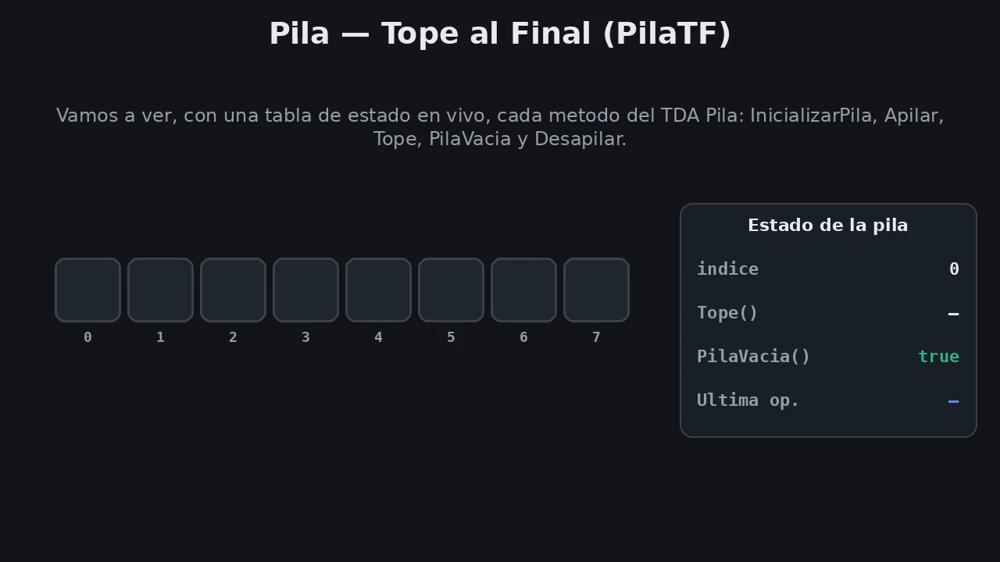 Pila — Tope al Final (PilaTF)
Vamos a ver, con una tabla de estado en vivo, cada metodo del TDA Pila: InicializarPila, Apilar,
Tope, PilaVacia y Desapilar.
Estado de la pila
indice 0
Tope() —
PilaVacia() true
Ultima op. —
0 1 2 3 4 5 6 7